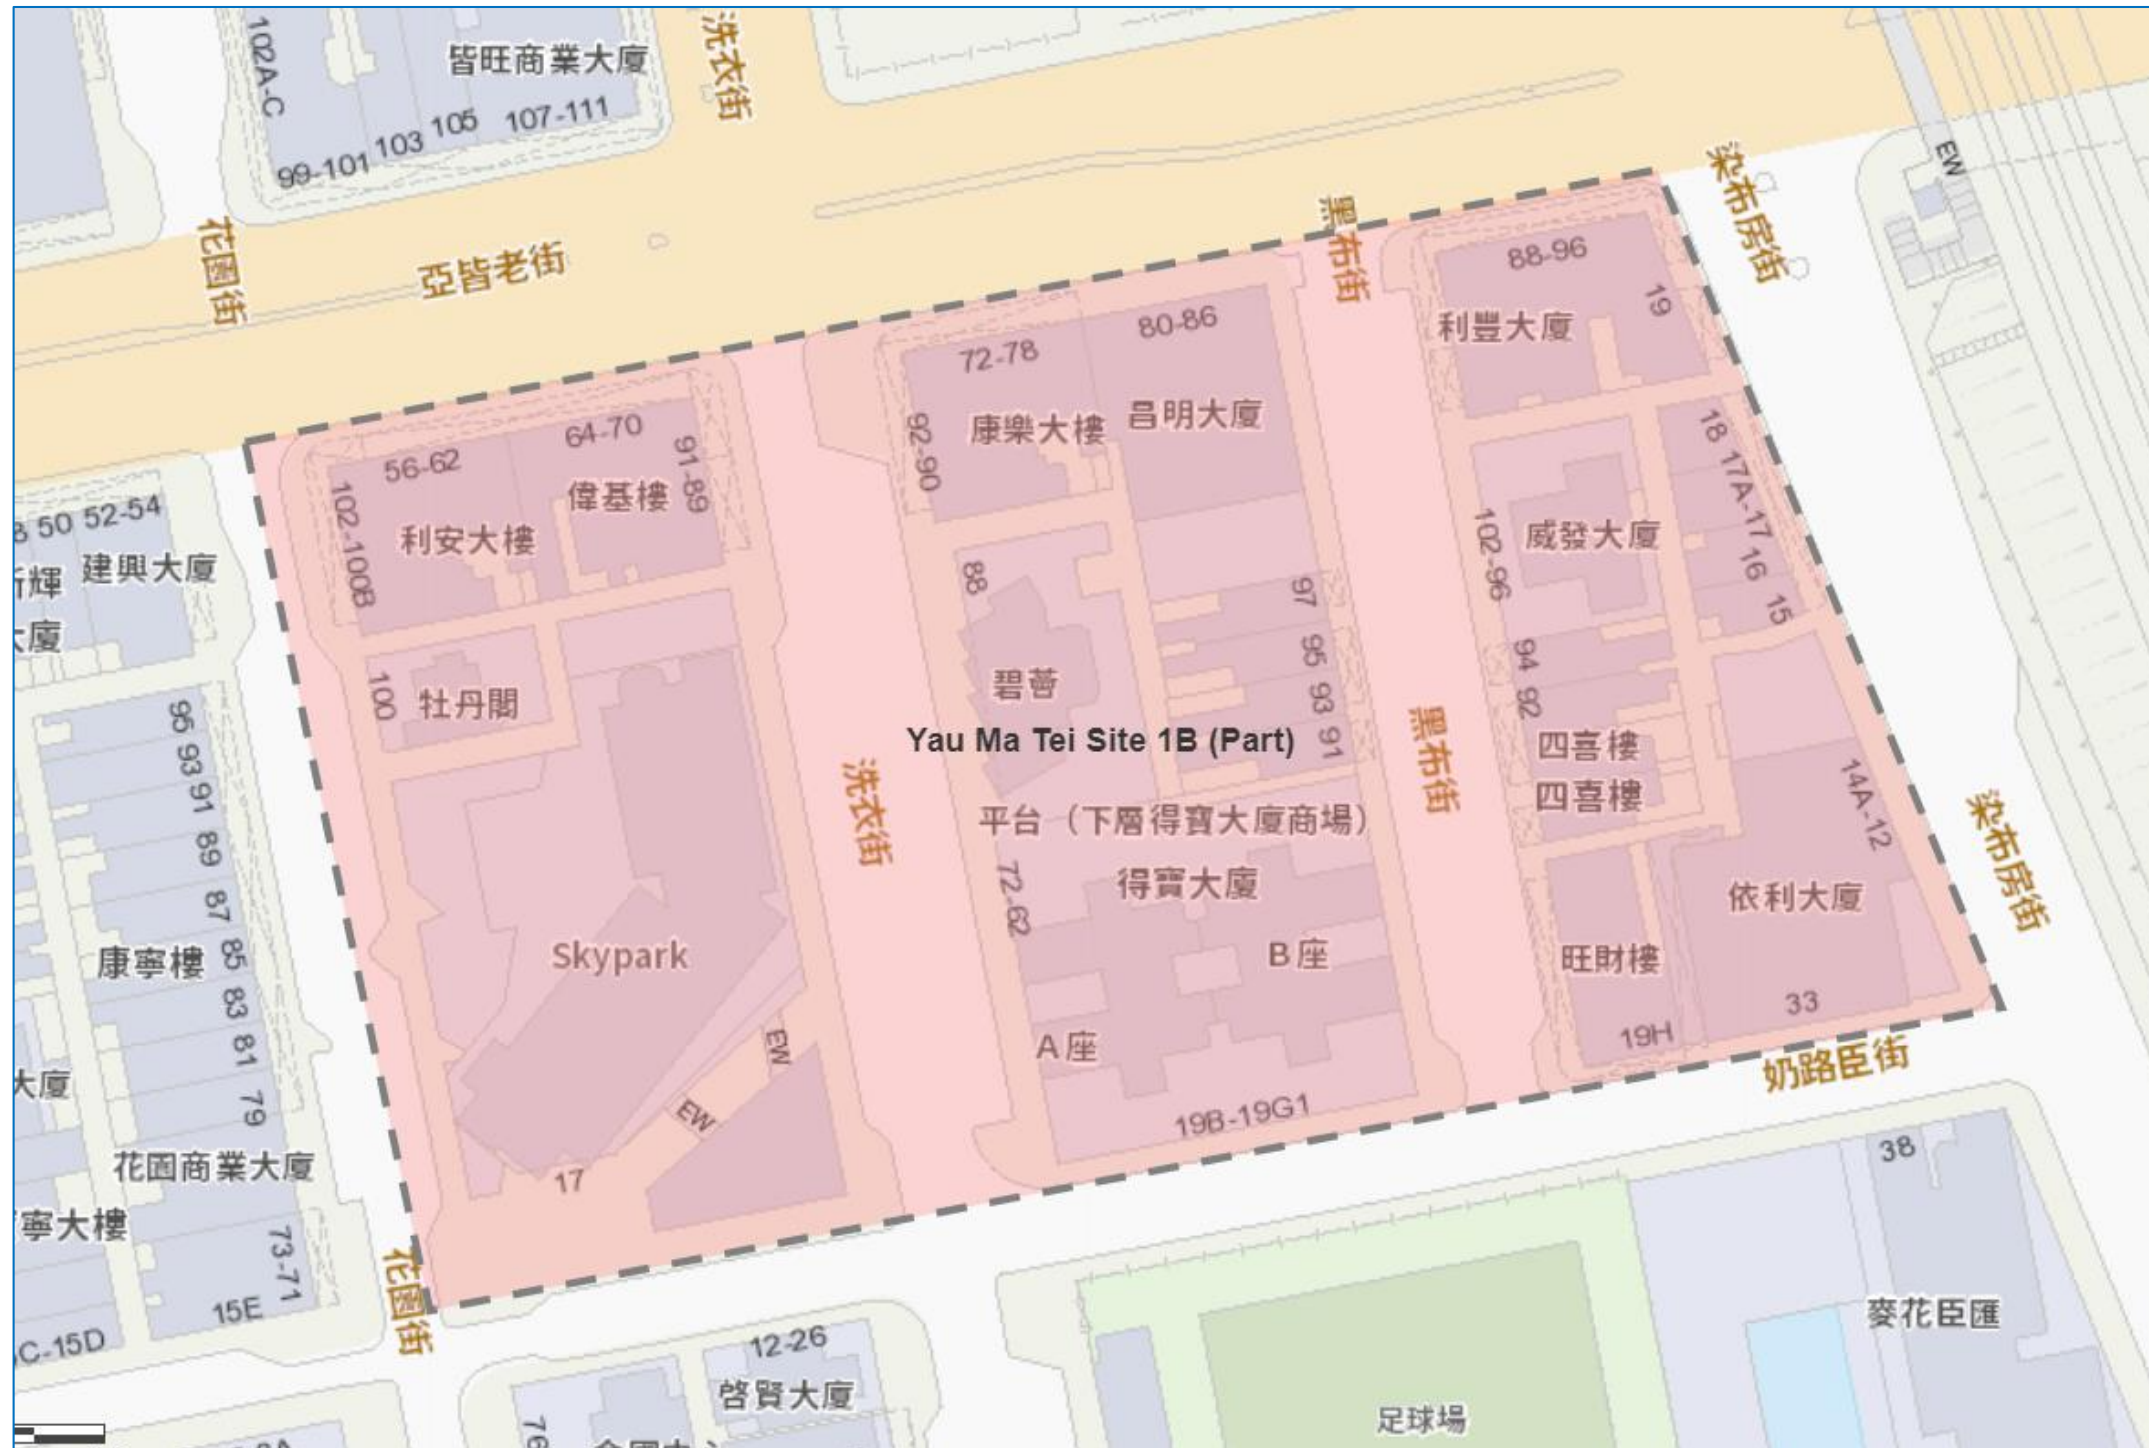 102A-C
皆旺商業大廈
洗衣街
99-101
103
105
107-111
花園街
亞皆老街
黑布街
染布房街
EW
88-96
19
利豐大廈
80-86
72-78
康樂大樓
昌明大廈
92-90
64-70
56-62
偉基樓
91-89
利安大樓
102-100B
50
52-54
建興大廈
大廈
18
17A-17
16
15
威發大廈
102-96
88
97
95
93
91
94
92
100
牡丹閣
碧薈
Yau Ma Tei Site 1B (Part)
四喜樓
四喜樓
洗衣街
黑布街
平台（下層得寶大廈商場）
得寶大廈
72-62
14A-12
染布房街
依利大廈
旺財樓
95
93
91
89
87
85
83
81
79
康寧樓
Skypark
B座
A座
33
19H
奶路臣街
EW
EW
大廈
花園商業大廈
寧大樓
73-71
15E
C-15D
17
19B-19G1
花園街
38
麥花臣匯
12-26
啓賢大廈
76
足球場